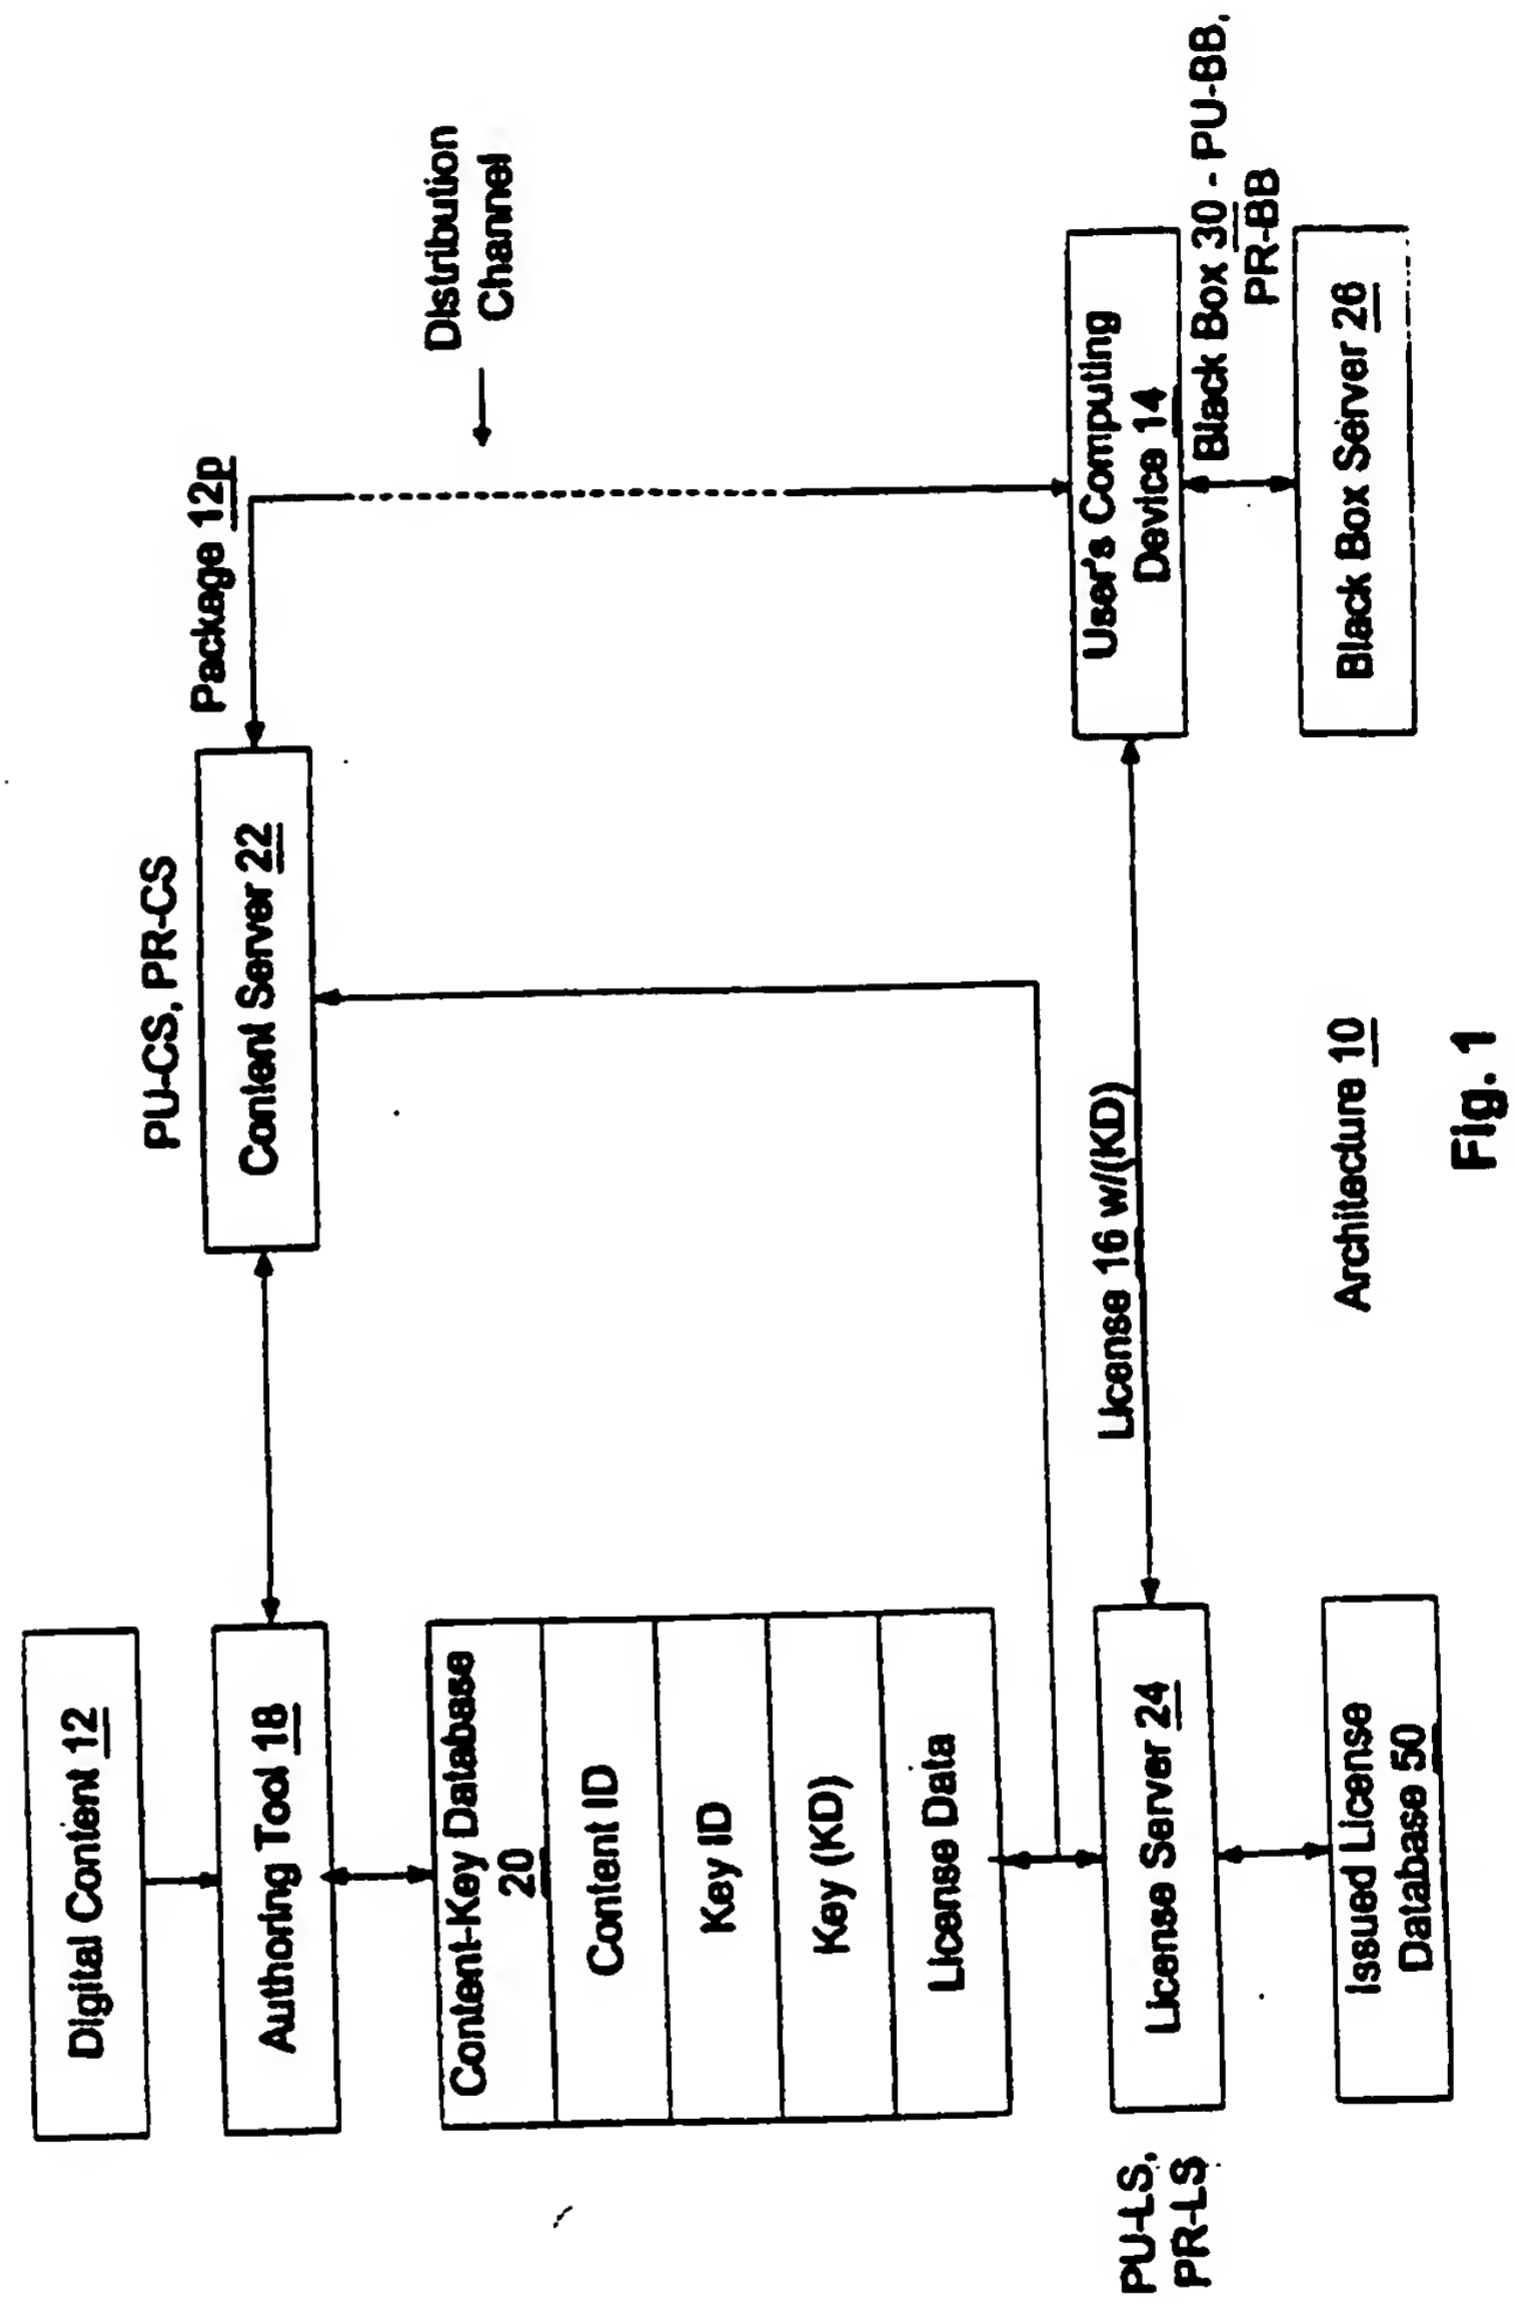 Digital Content 12
PU-CS, PR-CS
Package 12p
Authoring Tool 18
Content Server 22
Distribution
Channel
Content-Key Database
20
Content ID
Key ID
Key (KD)
License Data
PU-LS,
PR-LS
License Server 24
License 16 w/(KD)
User's Computing
Device 14
Black Box 30 - PU-BB,
PR-BB
Issued License
Database 50
Black Box Server 26
Architecture 10
Fig. 1